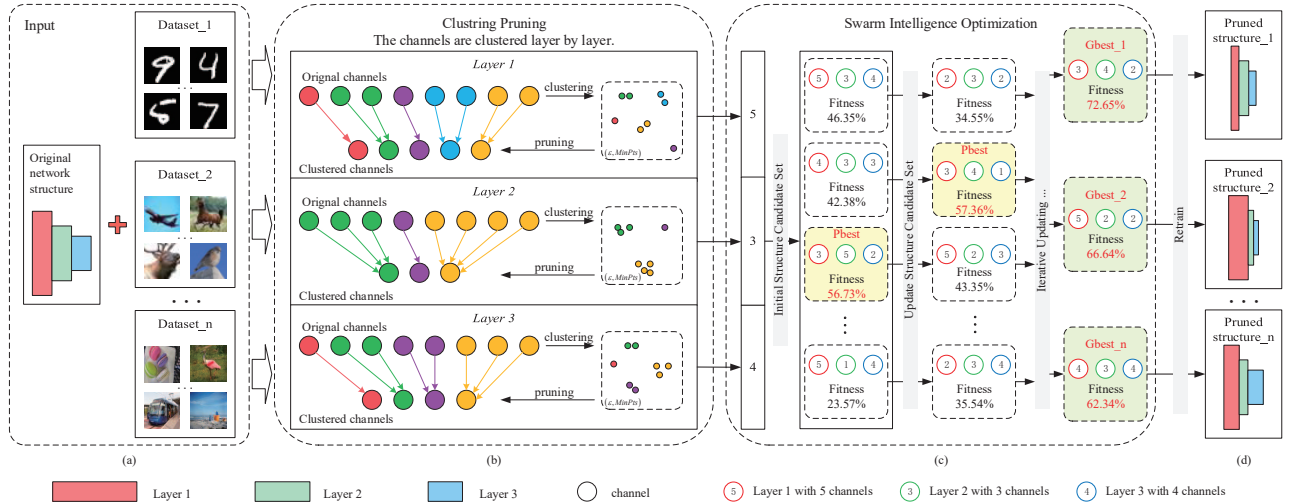 Input
Dataset_1
9 4
...
5 7
Original
network
structure
Dataset_2
Dataset_n
...
...
(a)
Clustring Pruning
The channels are clustered layer by layer.
Layer 1
Orignal channels
clustering
pruning
(ε,MinPts)
Clustered channels
Layer 2
Orignal channels
clustering
pruning
(ε,MinPts)
Clustered channels
Layer 3
Orignal channels
clustering
pruning
(ε,MinPts)
Clustered channels
(b)
5
3
4
Swarm Intelligence Optimization
Initial Structure Candidate Set
5 3 4
Fitness
46.35%
4 3 3
Fitness
42.38%
Pbest
3 5 2
Fitness
56.73%
5 1 4
Fitness
23.57%
Update Structure Candidate Set
2 3 2
Fitness
34.55%
Pbest
3 4 1
Fitness
57.36%
5 2 3
Fitness
43.35%
2 3 4
Fitness
35.54%
Iterative Updating ...
Gbest_1
3 4 2
Fitness
72.65%
Gbest_2
5 2 2
Fitness
66.64%
Gbest_n
4 3 4
Fitness
62.34%
(c)
Retrain
Pruned
structure_1
Pruned
structure_2
Pruned
structure_n
(d)
Layer 1
Layer 2
Layer 3
channel
5 Layer 1 with 5 channels
3 Layer 2 with 3 channels
4 Layer 3 with 4 channels